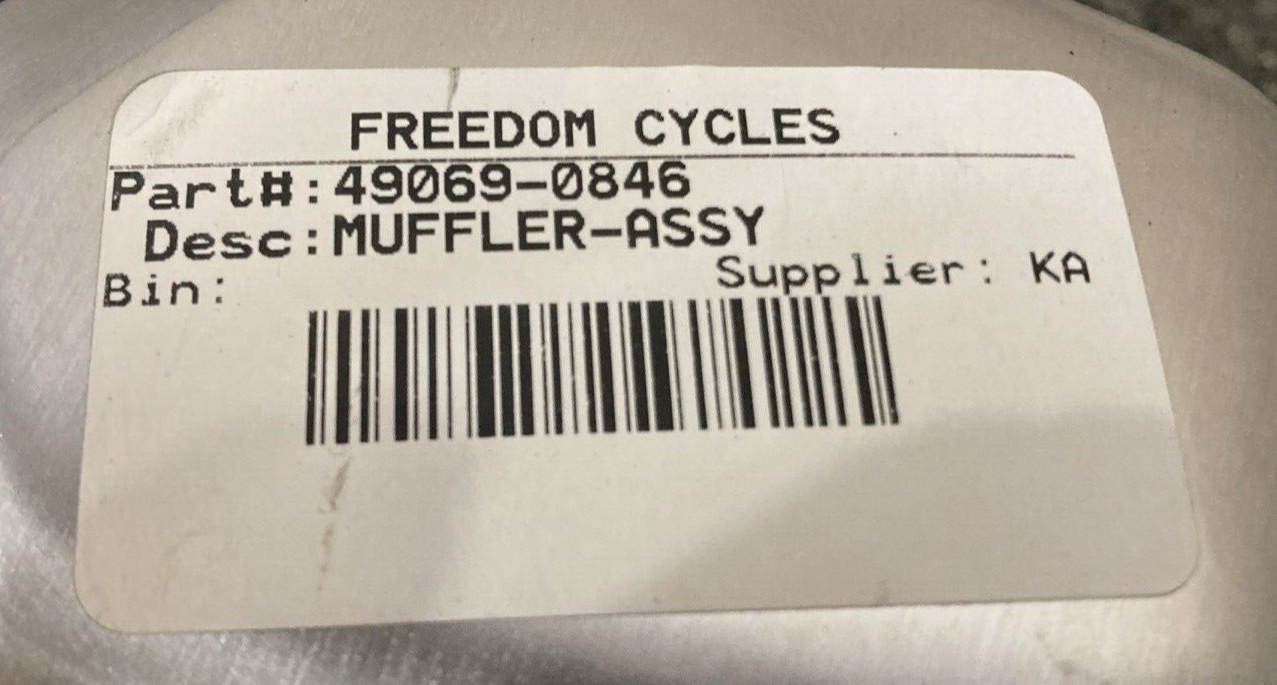 FREEDOM CYCLES
Part#:49069-0846
Desc:MUFFLER-ASSY
Bin: Supplier: KA